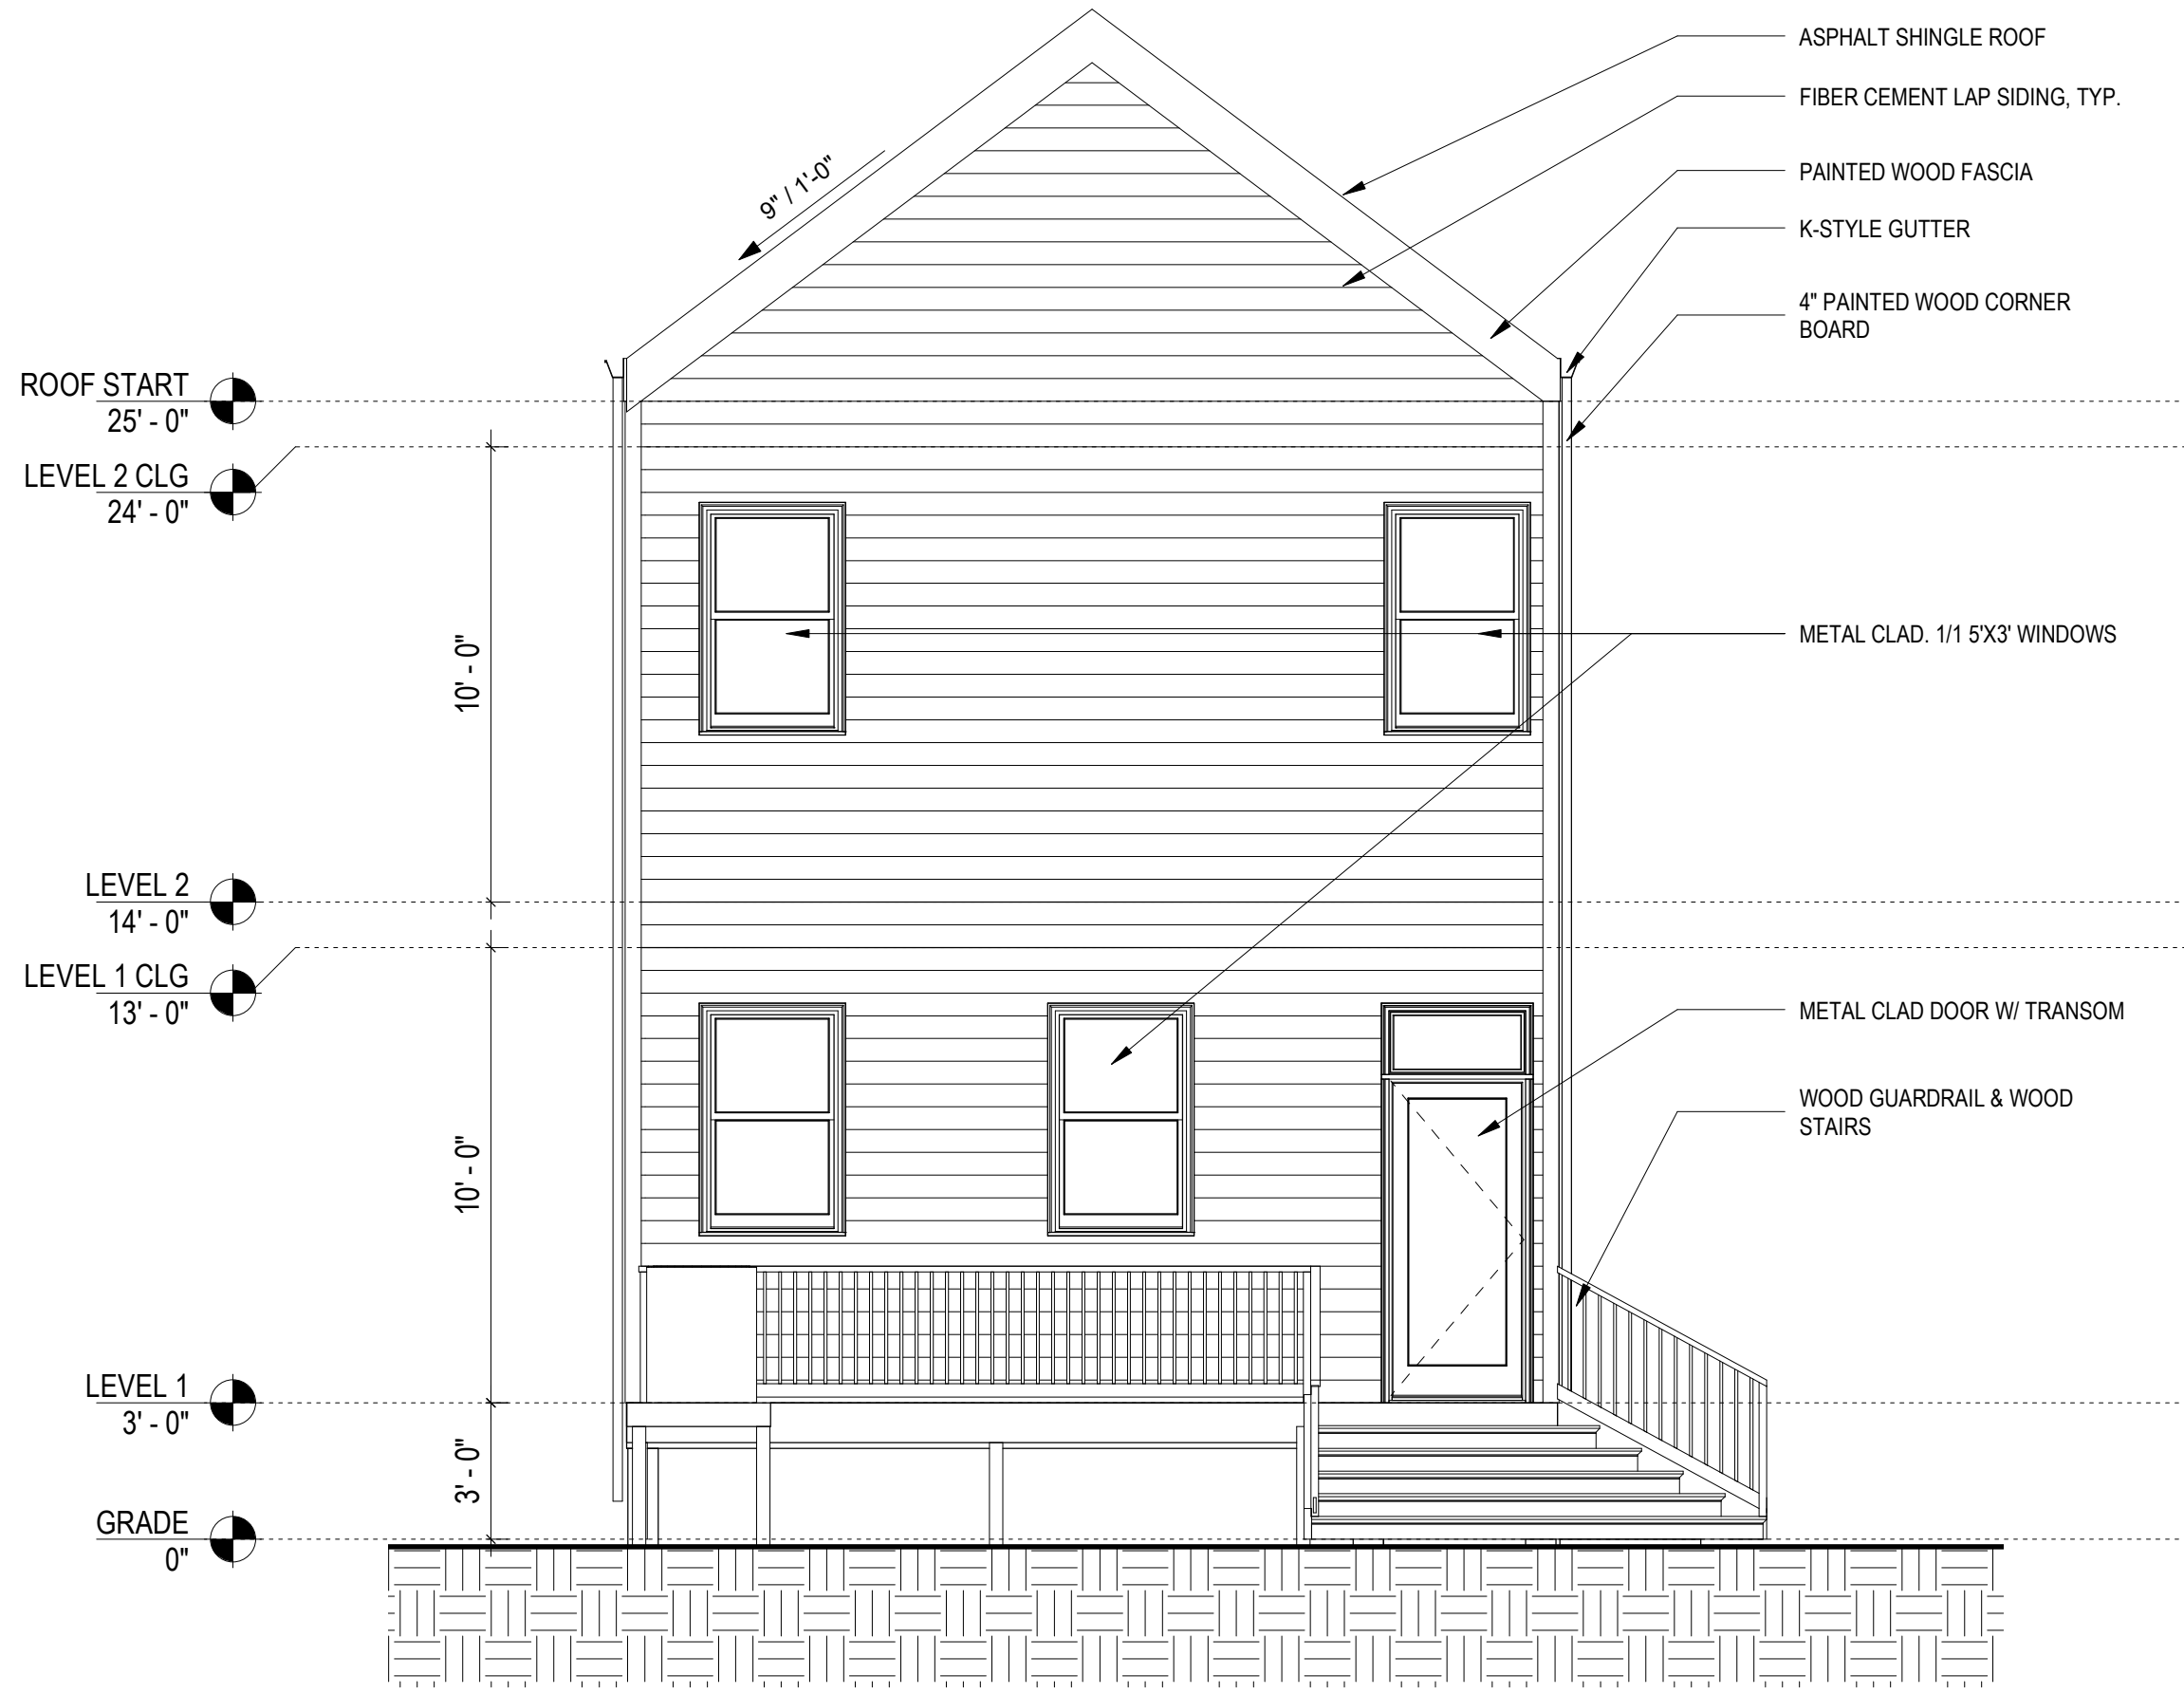 ASPHALT SHINGLE ROOF
FIBER CEMENT LAP SIDING, TYP.
PAINTED WOOD FASCIA
K-STYLE GUTTER
4" PAINTED WOOD CORNER
BOARD
9" / 1'-0"
ROOF START
25' - 0"
LEVEL 2 CLG
24' - 0"
10' - 0"
METAL CLAD. 1/1 5'X3' WINDOWS
LEVEL 2
14' - 0"
LEVEL 1 CLG
13' - 0"
METAL CLAD DOOR W/ TRANSOM
WOOD GUARDRAIL & WOOD
STAIRS
10' - 0"
LEVEL 1
3' - 0"
3' - 0"
GRADE
0"